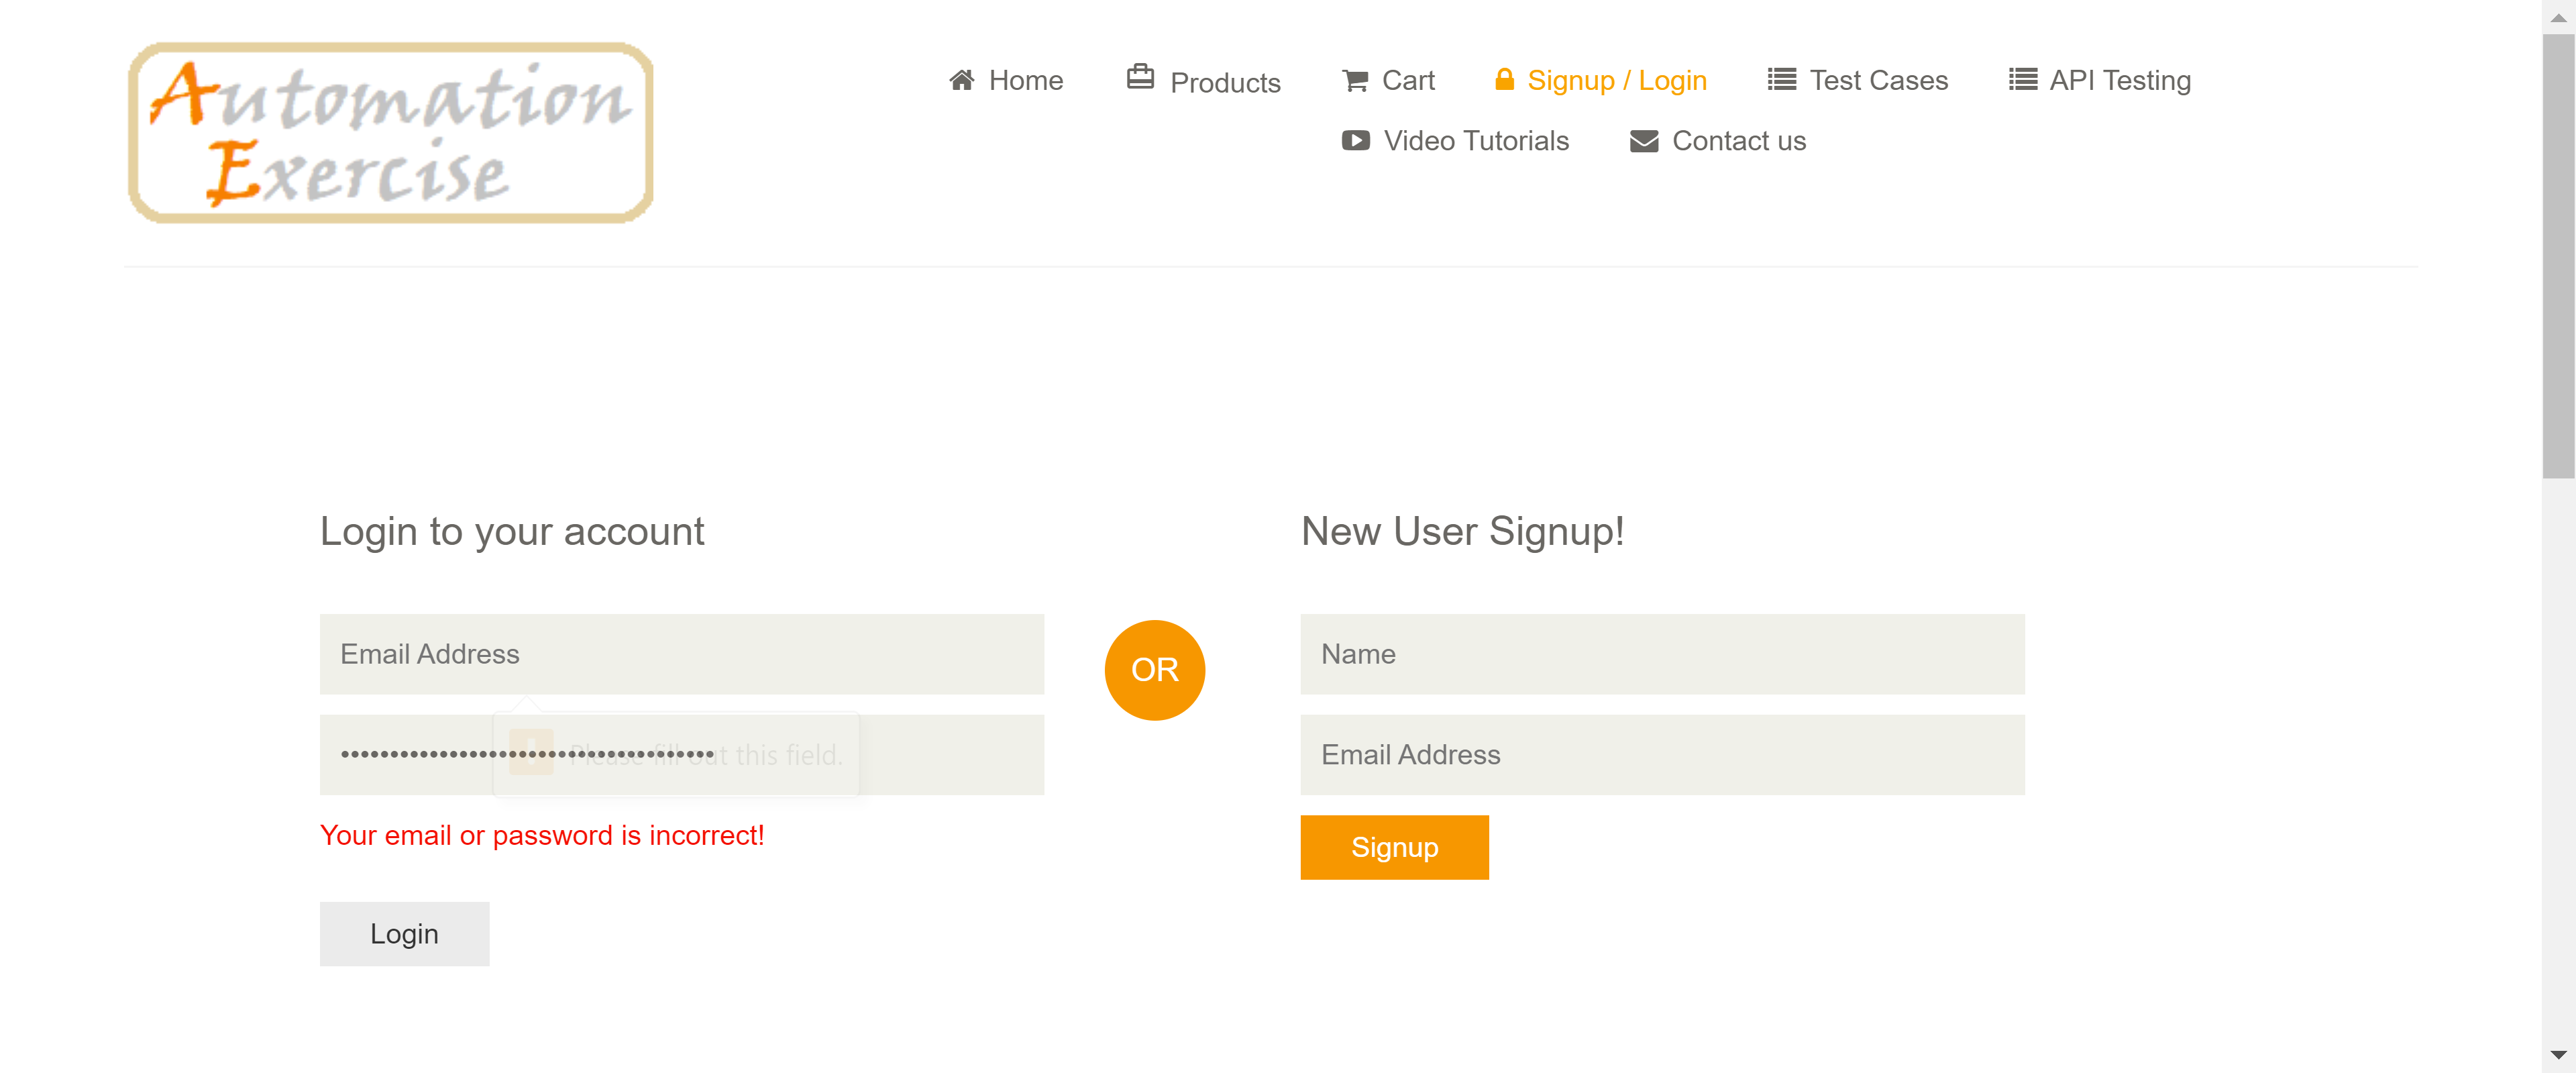 Automation
Exercise
Home
Products
Cart
Signup / Login
Test Cases
API Testing
Video Tutorials
Contact us
Login to your account
New User Signup!
Email Address
OR
Name
Please fill out this field.
Email Address
Your email or password is incorrect!
Signup
Login